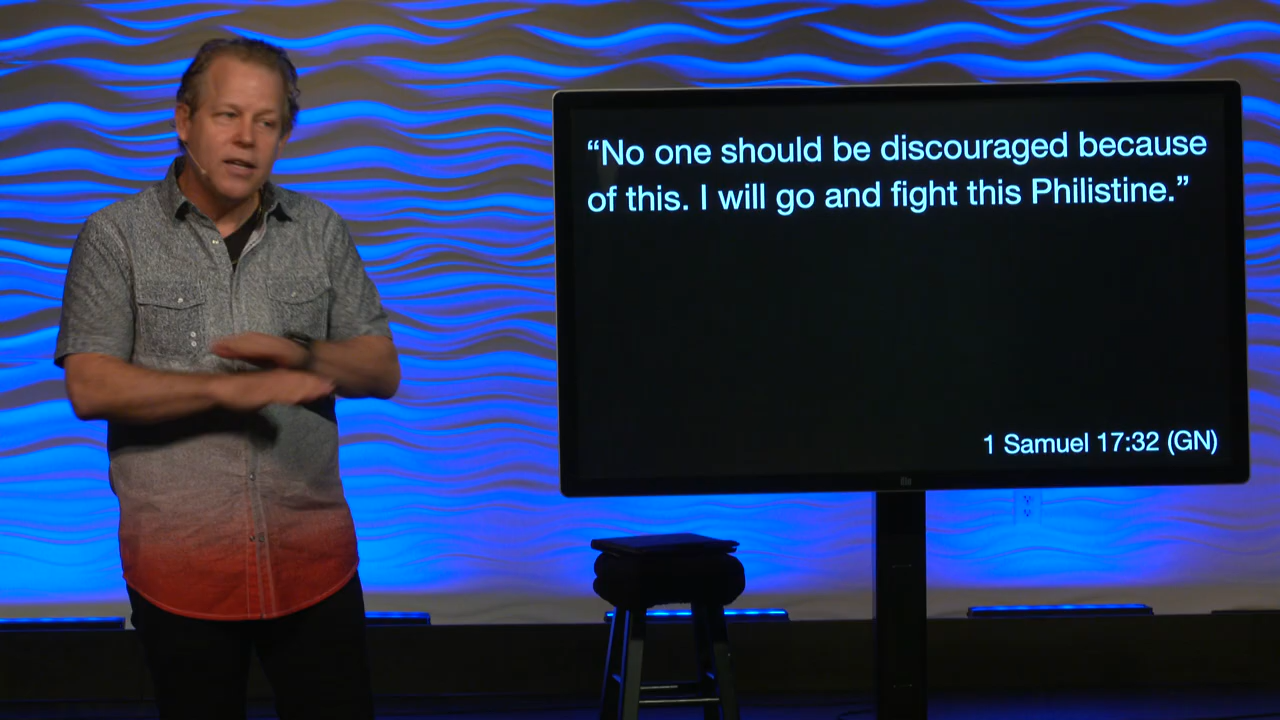 “No one should be discouraged because
of this. I will go and fight this Philistine.”
1 Samuel 17:32 (GN)
elo